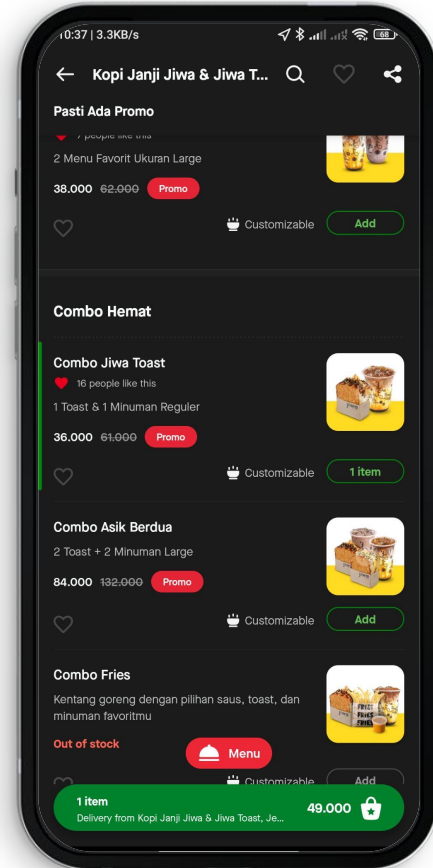 10:37 | 3.3KB/s
68
Kopi Janji Jiwa & Jiwa T...
Pasti Ada Promo
7 people like this
2 Menu Favorit Ukuran Large
38.000 62.000 Promo
Customizable Add
Combo Hemat
Combo Jiwa Toast
16 people like this
1 Toast & 1 Minuman Reguler
36.000 61.000 Promo
Customizable 1 item
Combo Asik Berdua
2 Toast + 2 Minuman Large
84.000 132.000 Promo
Customizable Add
Combo Fries
Kentang goreng dengan pilihan saus, toast, dan
minuman favoritmu
FRIES
FRIES
FRIES
Out of stock
Menu
Customizable Add
1 item
Delivery from Kopi Janji Jiwa & Jiwa Toast, Je...
49.000